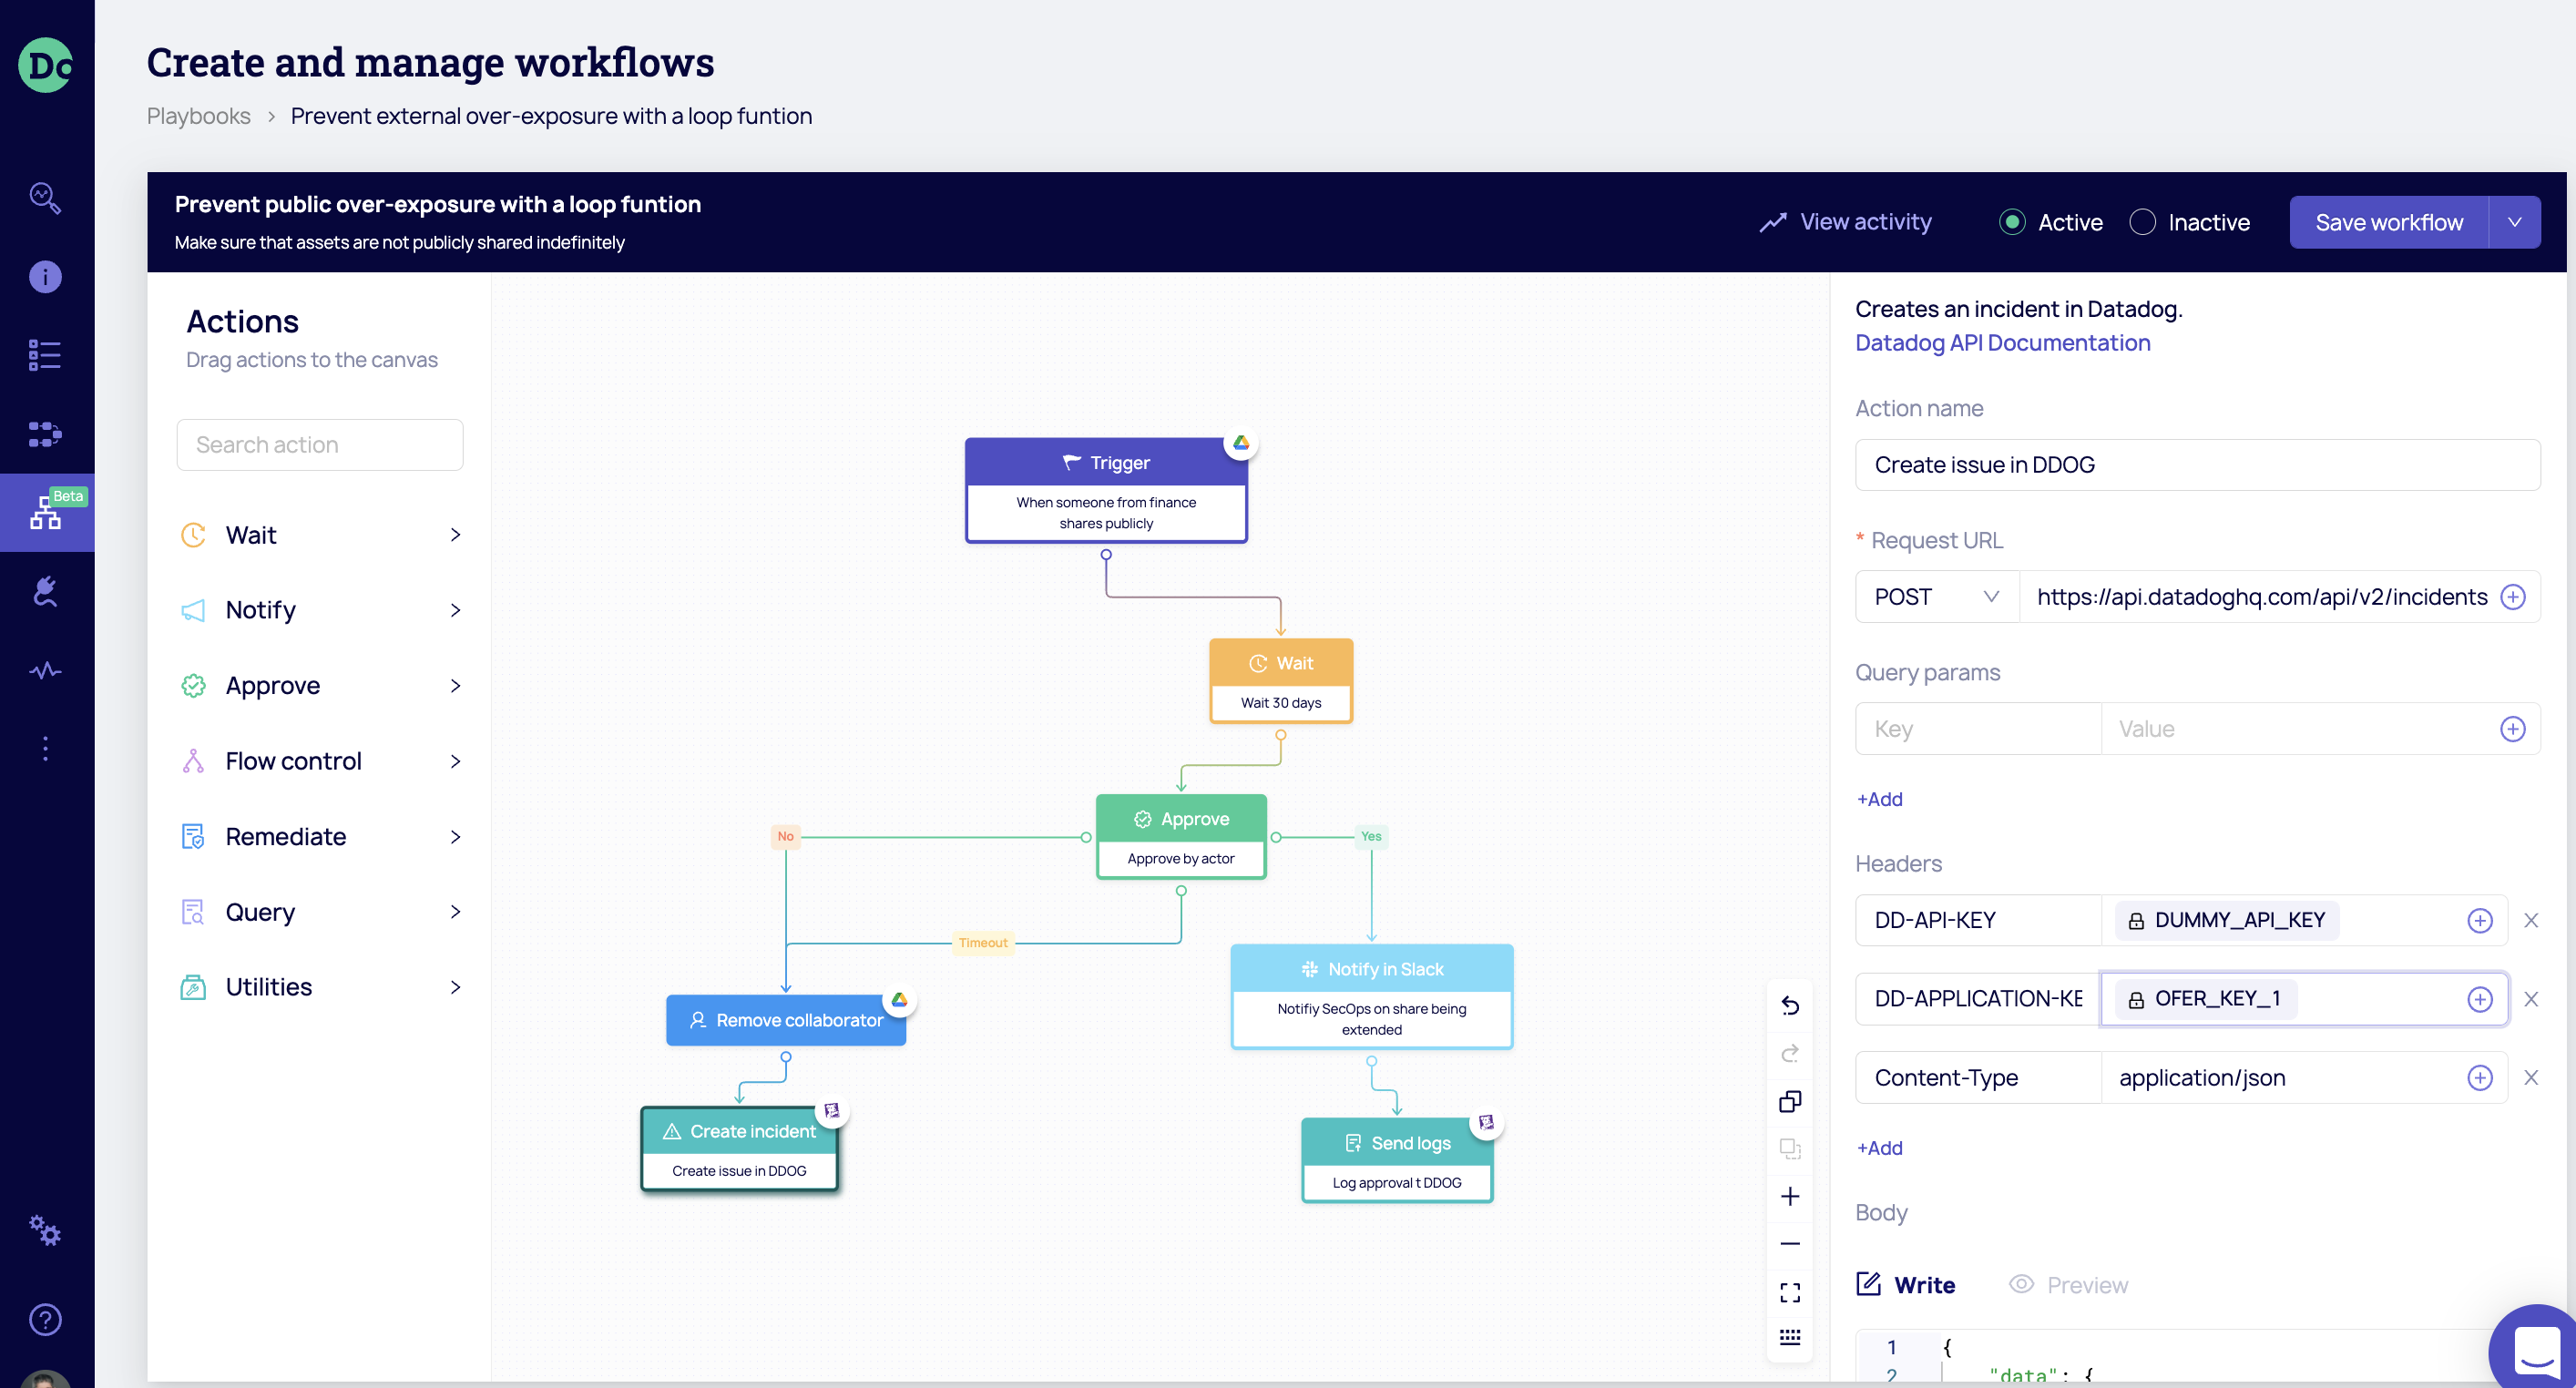 Do
Create and manage workflows
Playbooks > Prevent external over-exposure with a loop funtion
Prevent public over-exposure with a loop funtion
Make sure that assets are not publicly shared indefinitely
View activity
Active
Inactive
Save workflow
Beta
Actions
Drag actions to the canvas
Search action
Wait
Notify
Approve
Flow control
Remediate
Query
Utilities
Trigger
When someone from finance
shares publicly
Wait
Wait 30 days
Approve
Approve by actor
No
Yes
Timeout
Remove collaborator
Create incident
Create issue in DDOG
Notify in Slack
Notifiy SecOps on share being
extended
Send logs
Log approval t DDOG
Creates an incident in Datadog.
Datadog API Documentation
Action name
Create issue in DDOG
* Request URL
POST
https://api.datadoghq.com/api/v2/incidents
Query params
Key
Value
+Add
Headers
DD-API-KEY
DUMMY_API_KEY
DD-APPLICATION-KE
OFER_KEY_1
Content-Type
application/json
+Add
Body
Write
Preview
1 {
2 "data": {